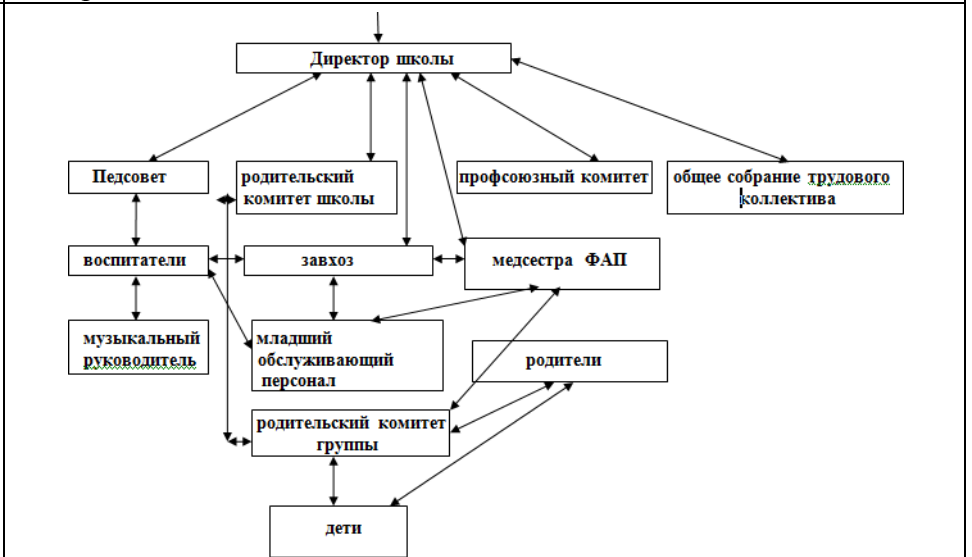 Директор школы
Педсовет
родительский
комитет школы
профсоюзный комитет
общее собрание трудового
коллектива
воспитатели
завхоз
медсестра ФАП
музыкальный
руководитель
младший
обслуживающий
персонал
родители
родительский комитет
группы
дети